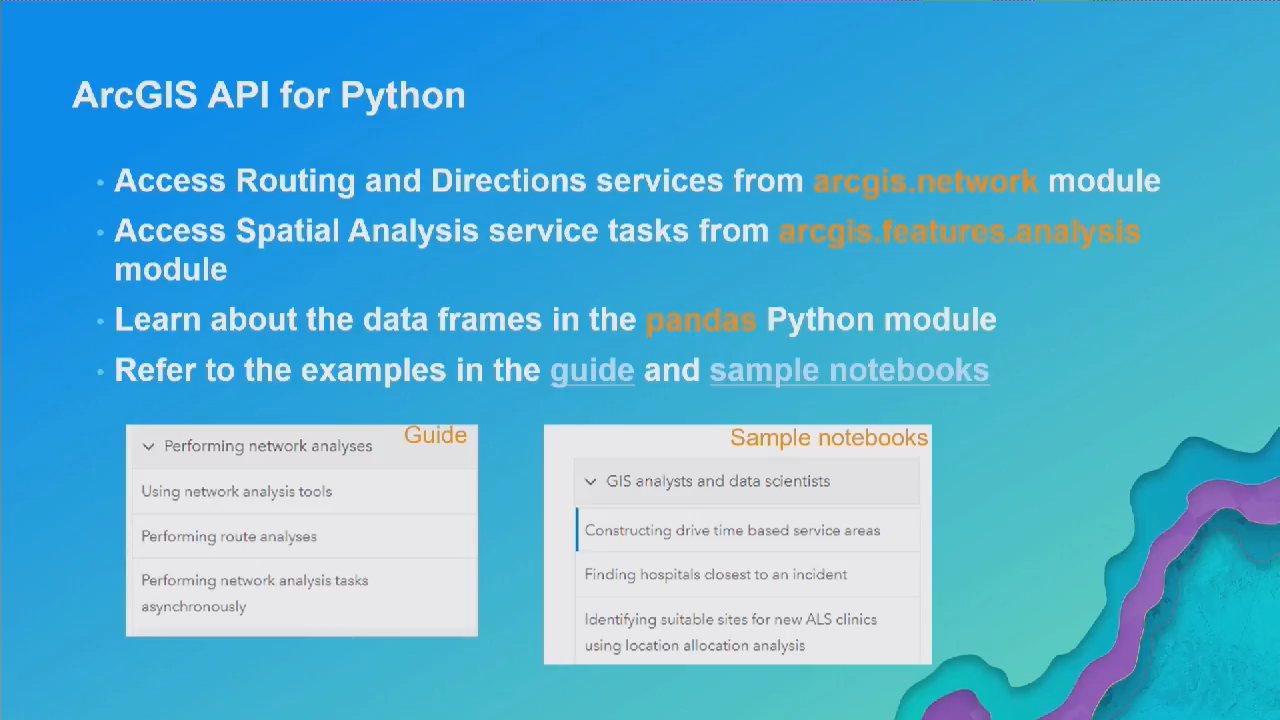 ArcGIS API for Python
• Access Routing and Directions services from arcgis.network module
• Access Spatial Analysis service tasks from arcgis.features.analysis
module
• Learn about the data frames in the pandas Python module
• Refer to the examples in the guide and sample notebooks
Guide
Performing network analyses
Using network analysis tools
Performing route analyses
Performing network analysis tasks
asynchronously
Sample notebooks
GIS analysts and data scientists
Constructing drive time based service areas
Finding hospitals closest to an incident
Identifying suitable sites for new ALS clinics
using location allocation analysis